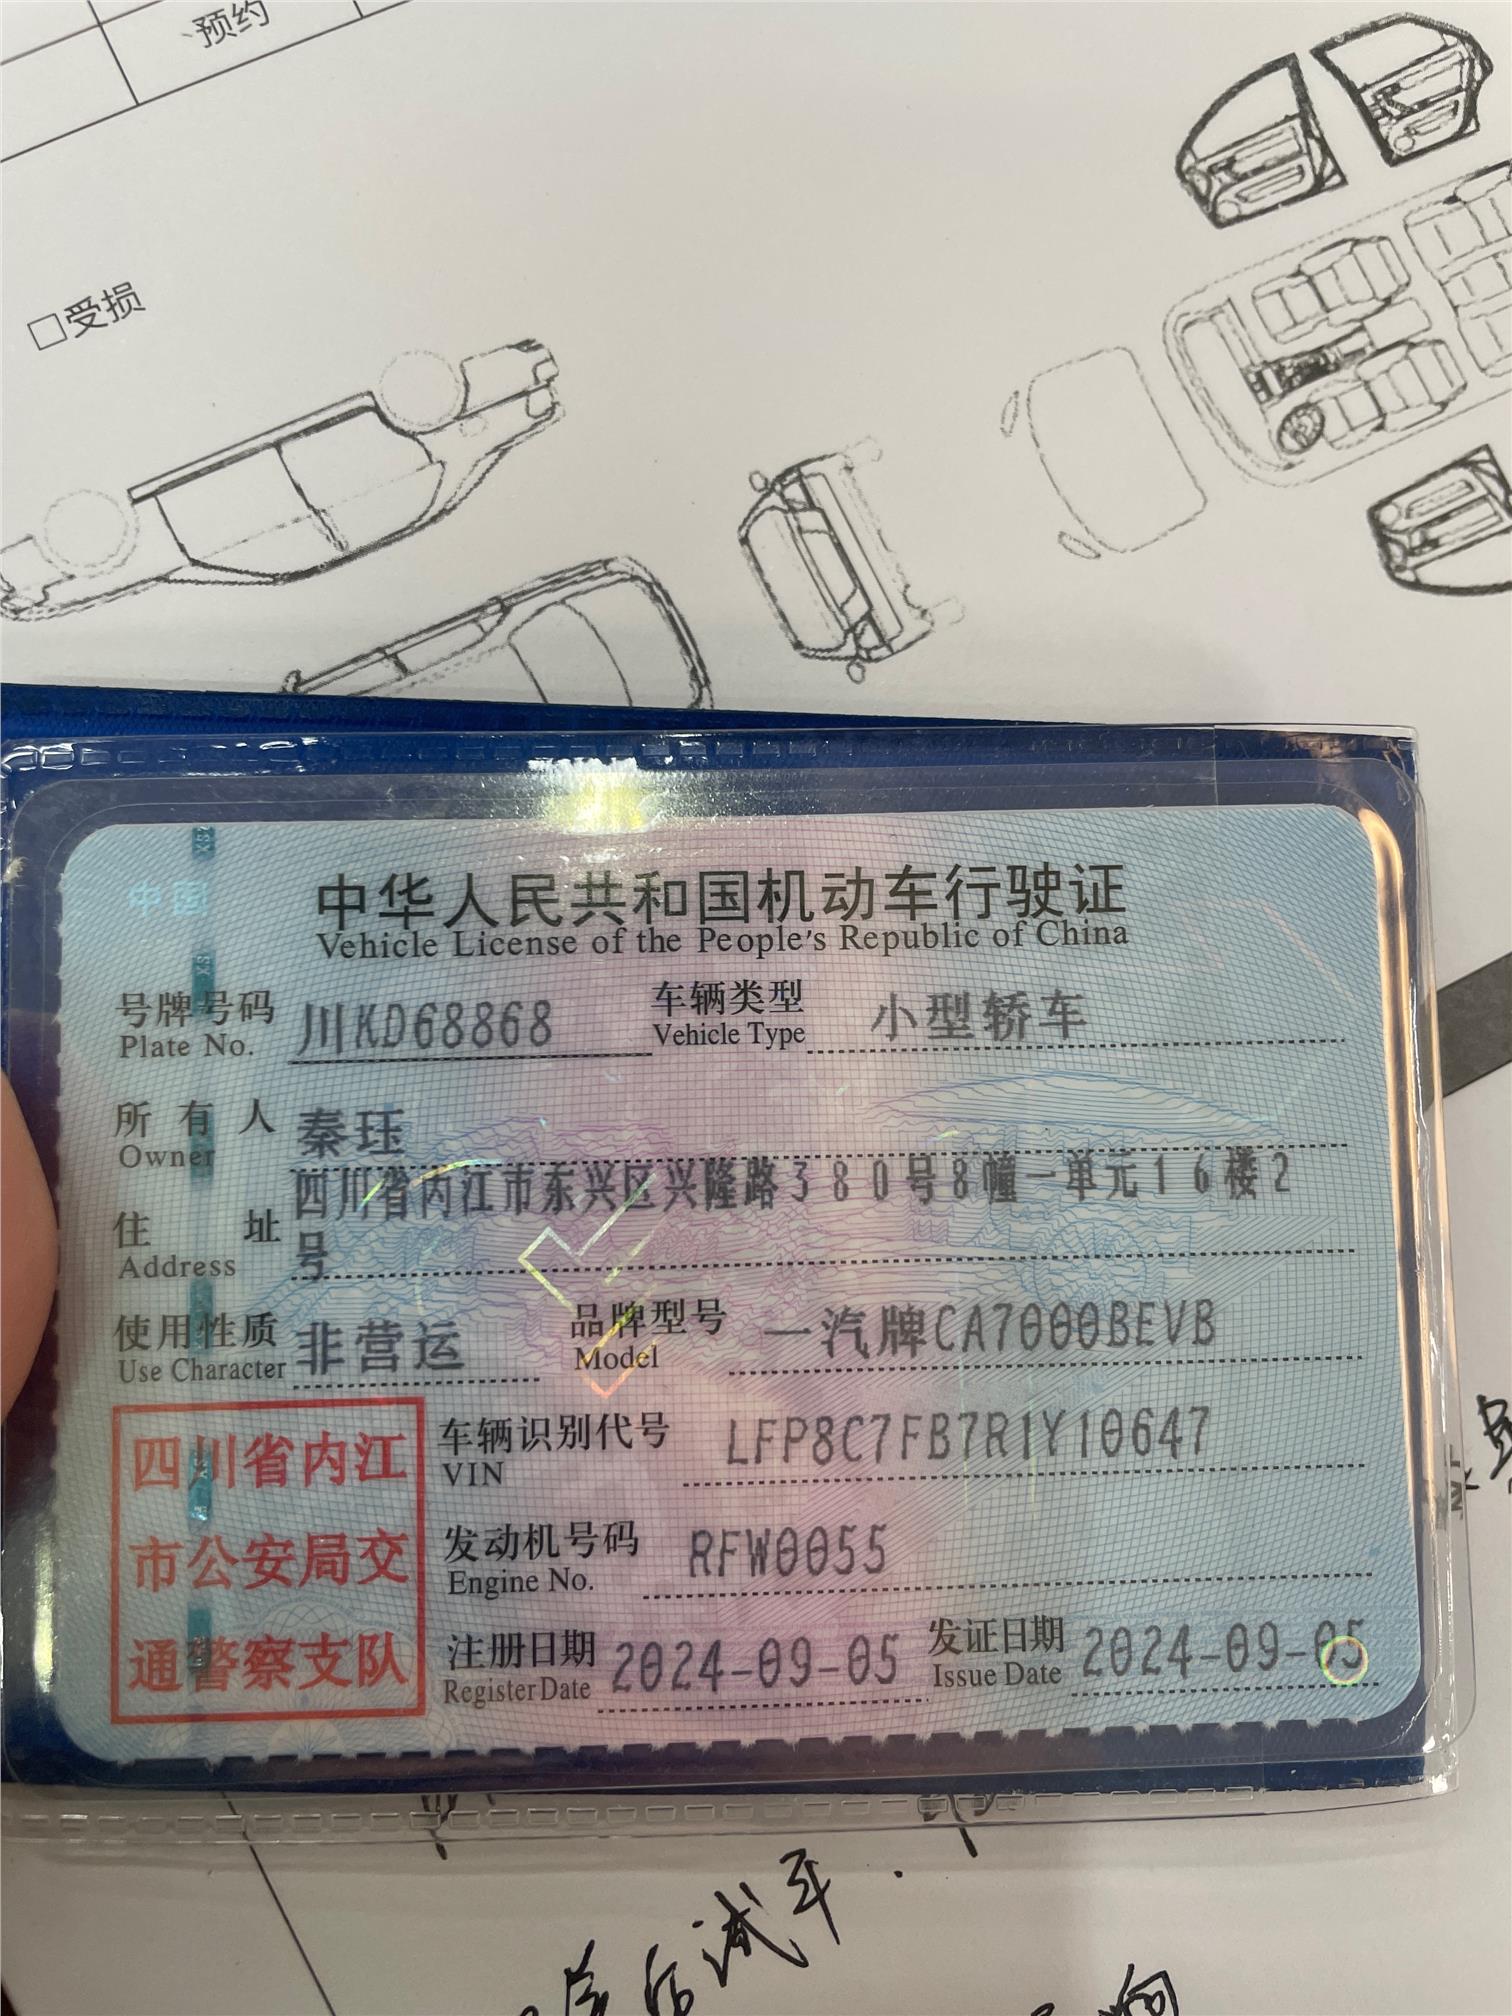 预约
□受损
中国
中华人民共和国机动车行驶证
Vehicle License of the People's Republic of China
号牌号码 川KD68868 车辆类型 小型轿车
Plate No. Vehicle Type
所有人 秦珏
Owner
住址 四川省内江市东兴区兴隆路380号8幢一单元16楼2号
Address
使用性质 非营运 品牌型号 一汽牌CA7000BEVB
Use Character Model
四川省内江
市公安局交
通警察支队
车辆识别代号 LFP8C7FB7R1Y10647
VIN
发动机号码 RFW0055
Engine No.
注册日期 2024-09-05 发证日期 2024-09-05
Register Date Issue Date
后试车.
响